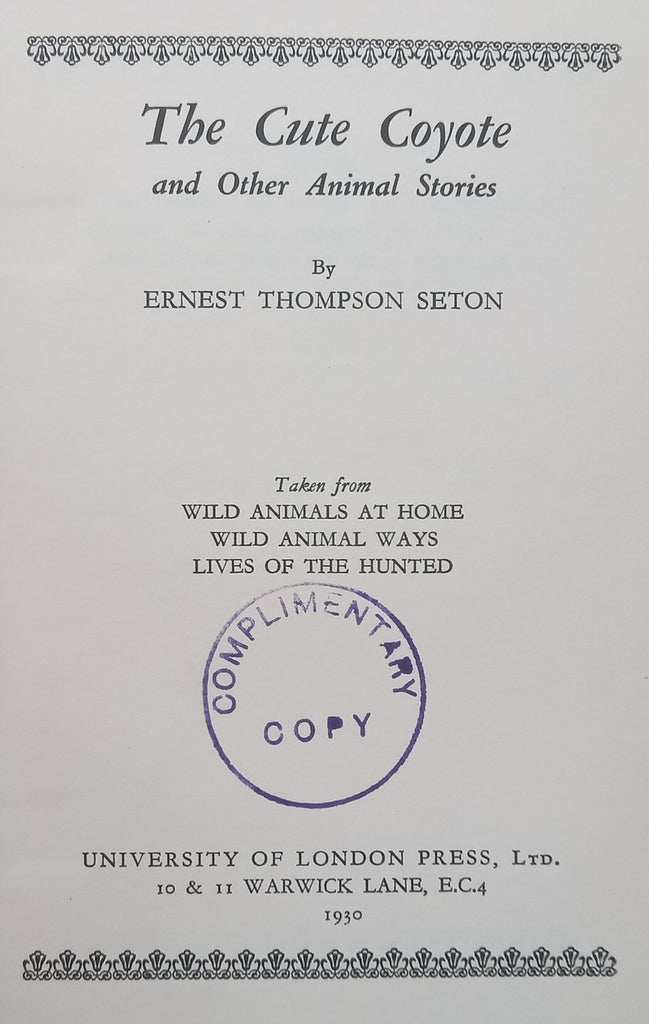 The Cute Coyote
and Other Animal Stories
By
ERNEST THOMPSON SETON
Taken from
WILD ANIMALS AT HOME
WILD ANIMAL WAYS
LIVES OF THE HUNTED
COMPLIMENTARY
COPY
UNIVERSITY OF LONDON PRESS, LTD.
10 & 11 WARWICK LANE, E.C.4
1930